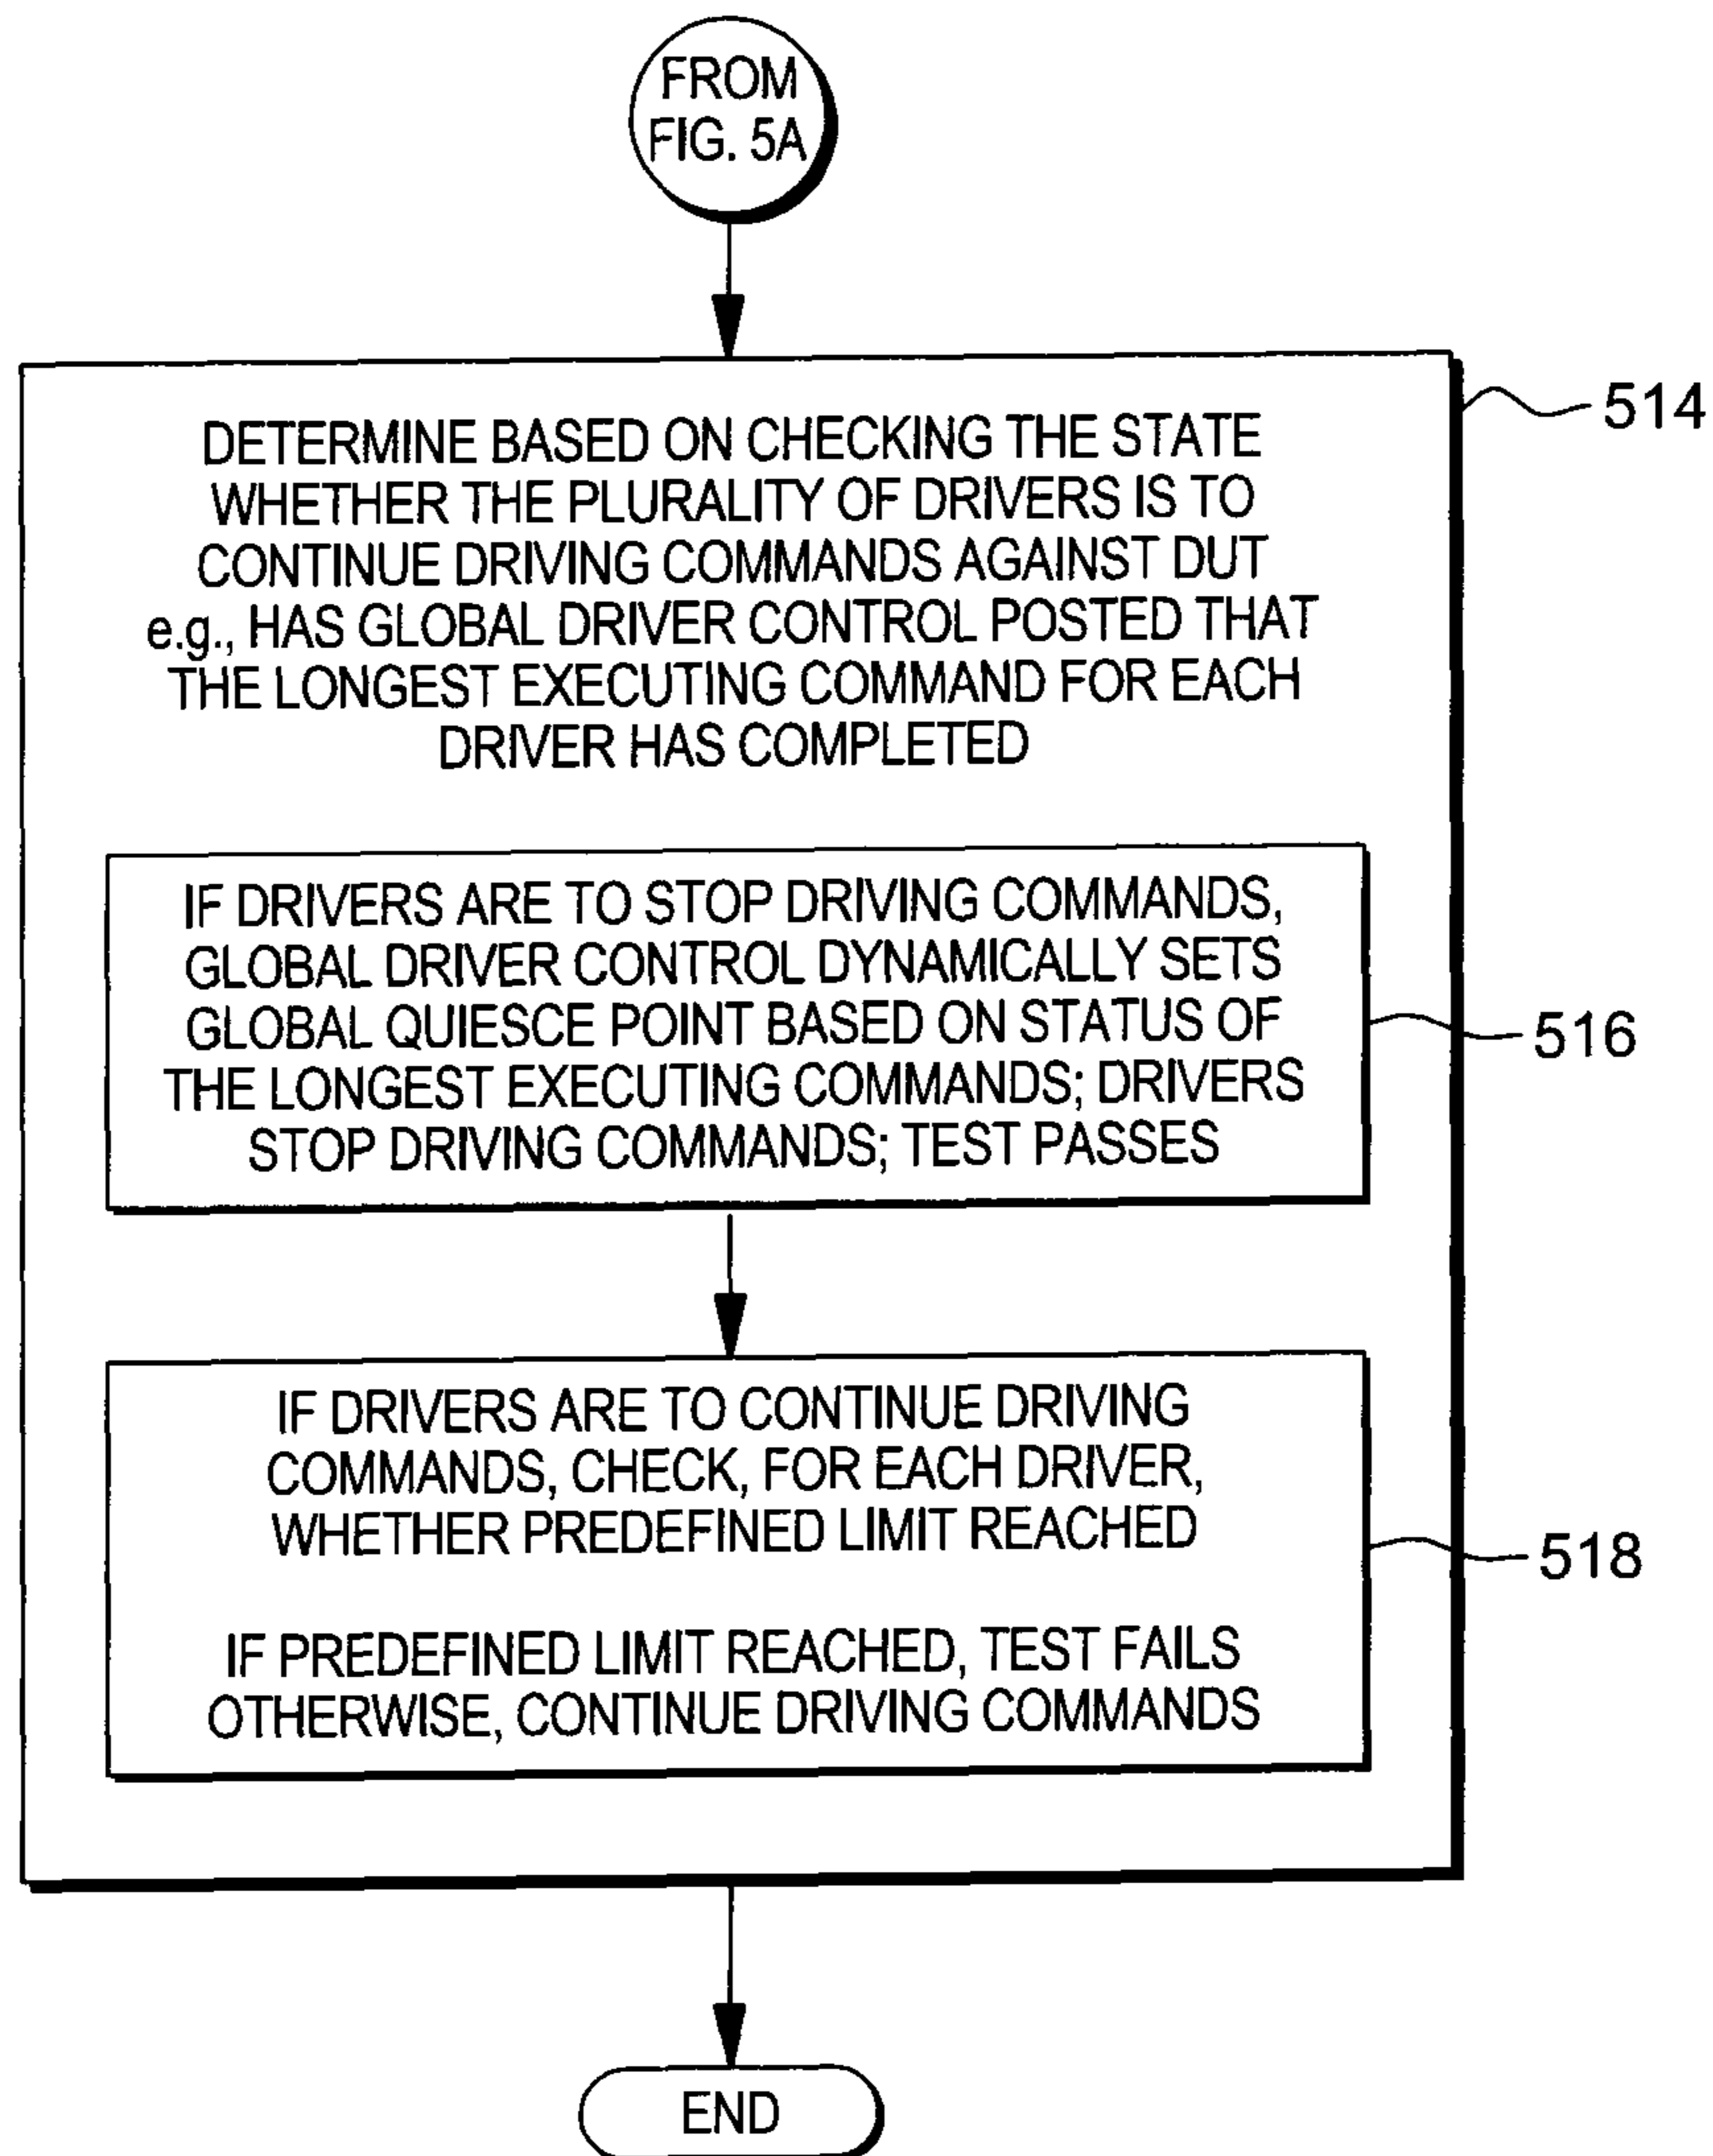 FROM
FIG. 5A
514
DETERMINE BASED ON CHECKING THE STATE
WHETHER THE PLURALITY OF DRIVERS IS TO
CONTINUE DRIVING COMMANDS AGAINST DUT
e.g., HAS GLOBAL DRIVER CONTROL POSTED THAT
THE LONGEST EXECUTING COMMAND FOR EACH
DRIVER HAS COMPLETED
IF DRIVERS ARE TO STOP DRIVING COMMANDS,
GLOBAL DRIVER CONTROL DYNAMICALLY SETS
GLOBAL QUIESCE POINT BASED ON STATUS OF
THE LONGEST EXECUTING COMMANDS; DRIVERS
STOP DRIVING COMMANDS; TEST PASSES
516
IF DRIVERS ARE TO CONTINUE DRIVING
COMMANDS, CHECK, FOR EACH DRIVER,
WHETHER PREDEFINED LIMIT REACHED
518
IF PREDEFINED LIMIT REACHED, TEST FAILS
OTHERWISE, CONTINUE DRIVING COMMANDS
END